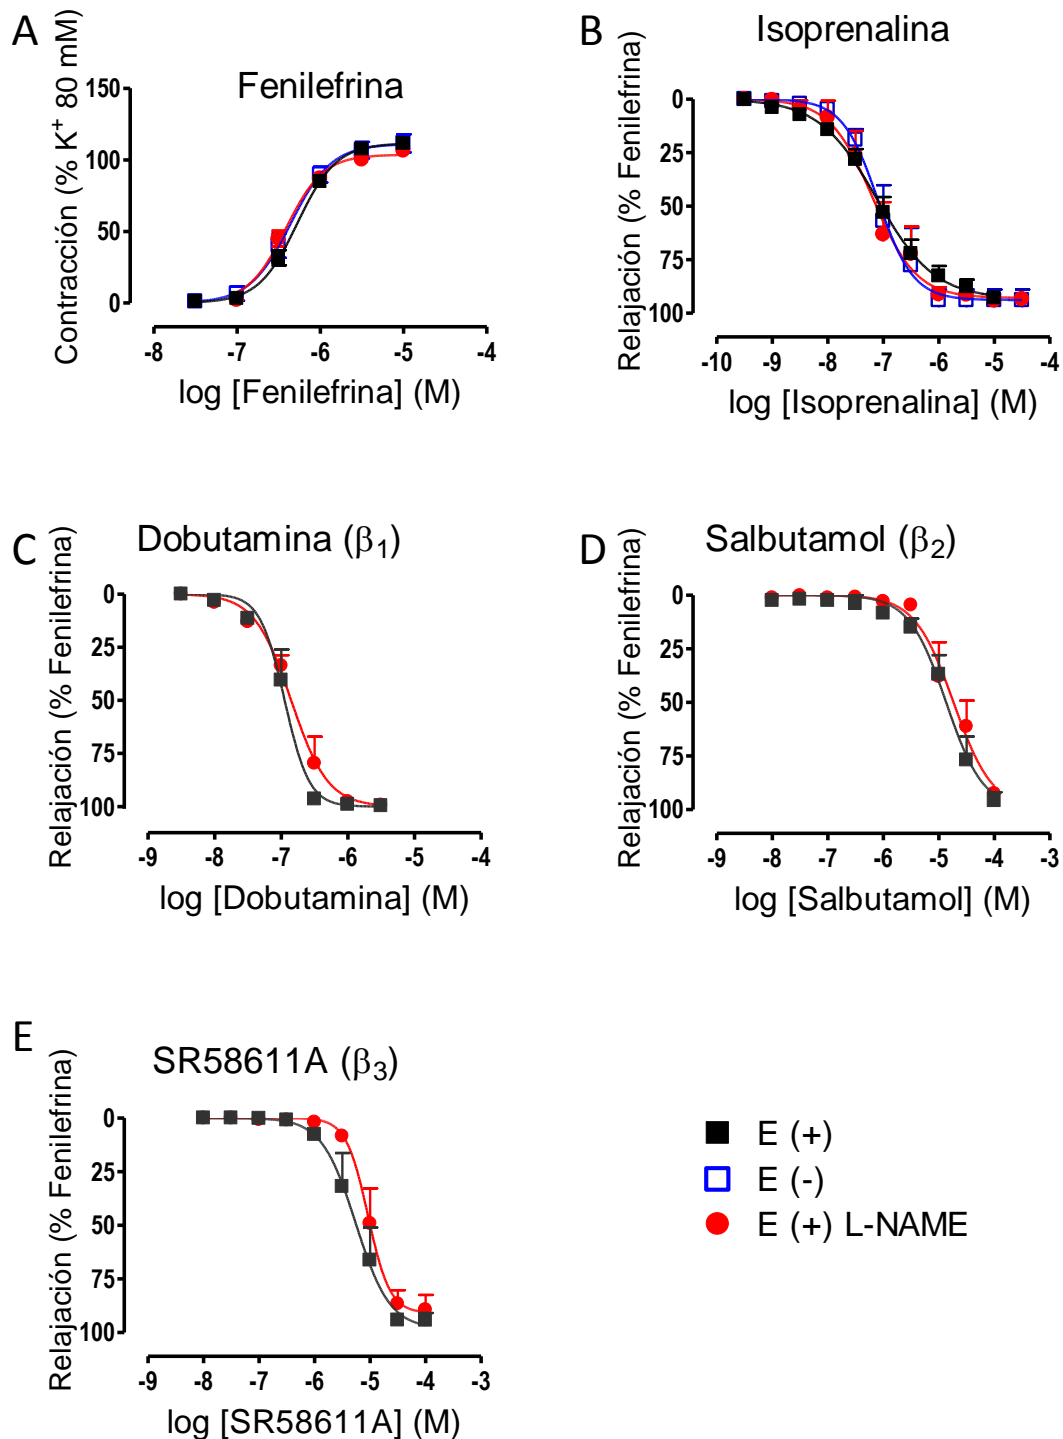 A
Fenilefrina
Contracción (% K⁺ 80 mM)
150
100
50
0
-8 -7 -6 -5 -4
log [Fenilefrina] (M)
B
Isoprenalina
Relajación (% Fenilefrina)
0
25
50
75
100
-10 -9 -8 -7 -6 -5 -4
log [Isoprenalina] (M)
C
Dobutamina (β₁)
Relajación (% Fenilefrina)
0
25
50
75
100
-9 -8 -7 -6 -5 -4
log [Dobutamina] (M)
D
Salbutamol (β₂)
Relajación (% Fenilefrina)
0
25
50
75
100
-9 -8 -7 -6 -5 -4 -3
log [Salbutamol] (M)
E
SR58611A (β₃)
Relajación (% Fenilefrina)
0
25
50
75
100
-9 -8 -7 -6 -5 -4 -3
log [SR58611A] (M)
E (+)
E (-)
E (+) L-NAME